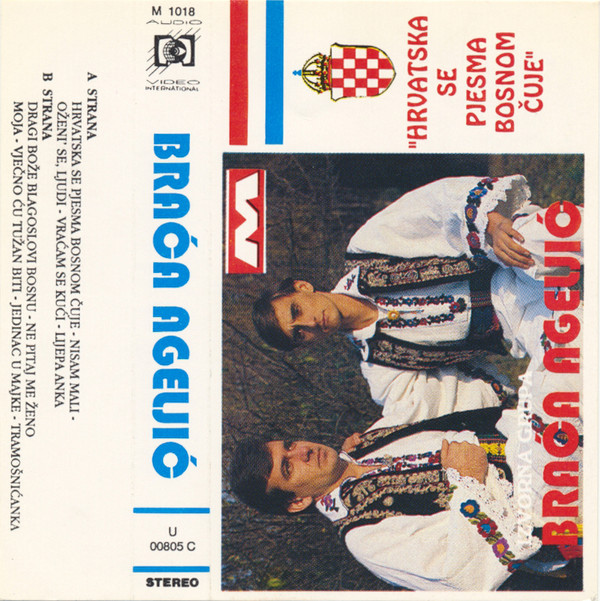 M 1018
AUDIO
VIDEO
INTERNATIONAL
A STRANA
HRVATSKA SE PJESMA BOSNOM ČUJE - NISAM MALI -
OŽENI' SE, LJUDI - VRAĆAM SE KUĆI - LIJEPA ANKA
B STRANA
DRAGI BOŽE BLAGOSLOVI BOSNU - NE PITAJ ME ŽENO
MOJA - VJEČNO ĆU TUŽAN BITI - JEDINAC U MAJKE - TRAMOŠNIČANKA
BRAĆA AGELJIĆ
U
00805 C
STEREO
"HRVATSKA
SE
PJESMA
BOSNOM
ČUJE"
M
IZVORNA GRUPA
BRAĆA AGELJIĆ